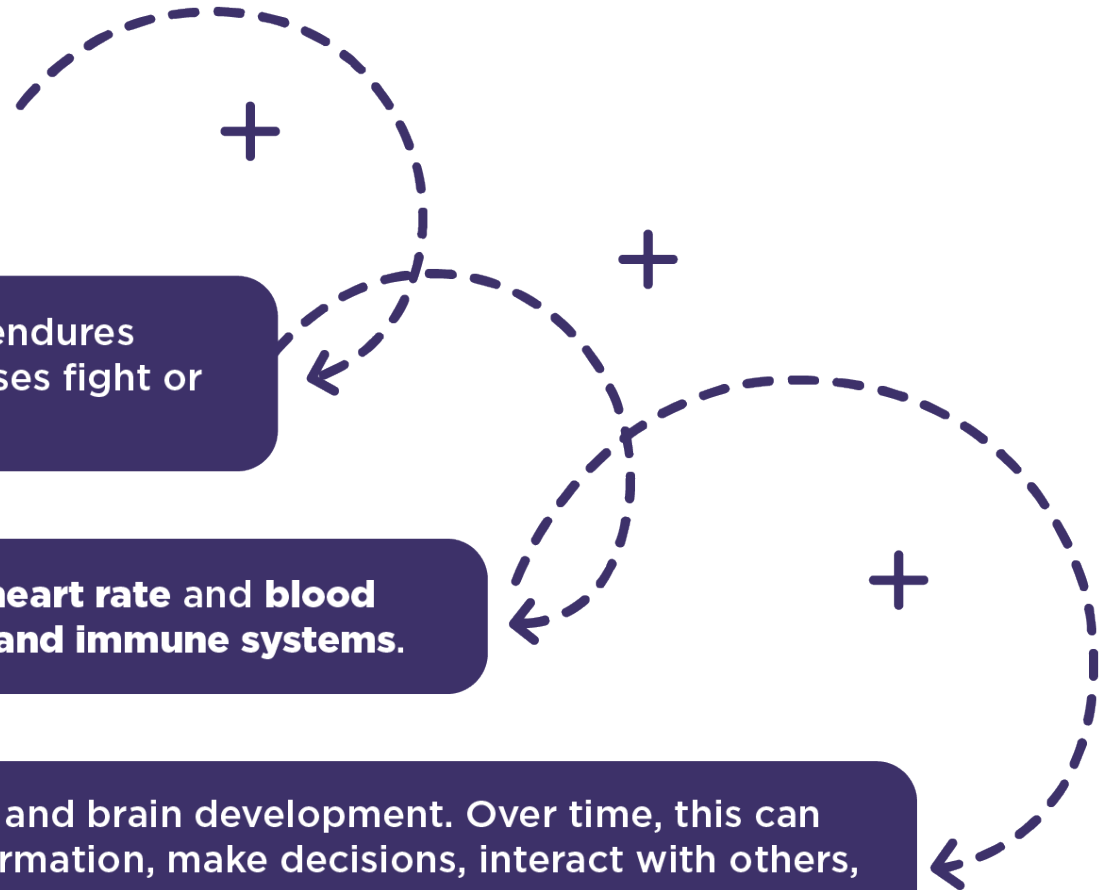 endures
ses fight or
heart rate and blood
and immune systems.
and brain development. Over time, this can
rmation, make decisions, interact with others,